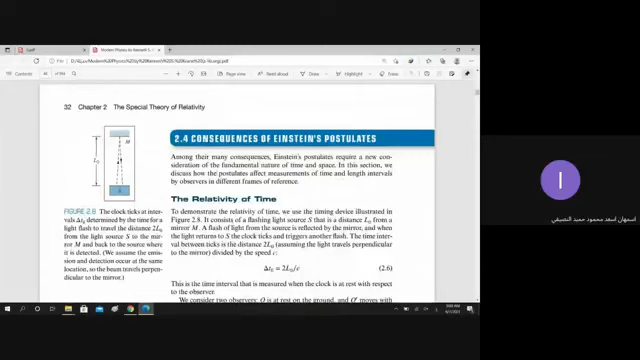 Page view
Read aloud
Draw
Highlight
Erase
32 Chapter 2 The Special Theory of Relativity
M
L₀
S
FIGURE 2.8 The clock ticks at inter-
vals Δt₀ determined by the time for a
light flash to travel the distance 2L₀
from the light source S to the mir-
ror M and back to the source where
it is detected. (We assume the emis-
sion and detection occur at the same
location, so the beam travels perpen-
dicular to the mirror.)
2.4 CONSEQUENCES OF EINSTEIN'S POSTULATES
Among their many consequences, Einstein's postulates require a new con-
sideration of the fundamental nature of time and space. In this section, we
discuss how the postulates affect measurements of time and length intervals
by observers in different frames of reference.
The Relativity of Time
To demonstrate the relativity of time, we use the timing device illustrated in
Figure 2.8. It consists of a flashing light source S that is a distance L₀ from a
mirror M. A flash of light from the source is reflected by the mirror, and when
the light returns to S the clock ticks and triggers another flash. The time inter-
val between ticks is the distance 2L₀ (assuming the light travels perpendicular
to the mirror) divided by the speed c:
Δt₀ = 2L₀/c (2.6)
This is the time interval that is measured when the clock is at rest with respect
to the observer.
We consider two observers: O is at rest on the ground, and O′ moves with
I
اسمهان اسعد محمود حميد النصيفي